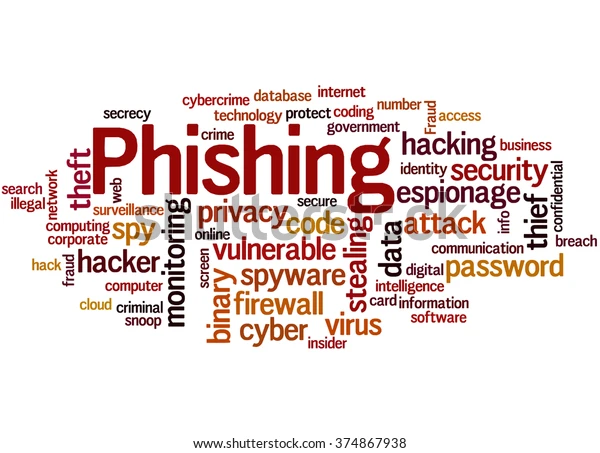 internet
cybercrime database
number
Fraud
secrecy
technology protect coding
access
crime
government
Phishing
hacking business
theft
web
identity security
confidential
search
illegal
network
secure
espionage
surveillance
privacy
code
stealing
data
attack
info
thief
computing
corporate
spy
monitoring
online
vulnerable
communication
breach
hack
fraud
hacker
screen
binary
spyware
digital password
computer
intelligence
cloud criminal
snoop
firewall
card information
cyber virus
software
insider
shutterstock.com · 374867938